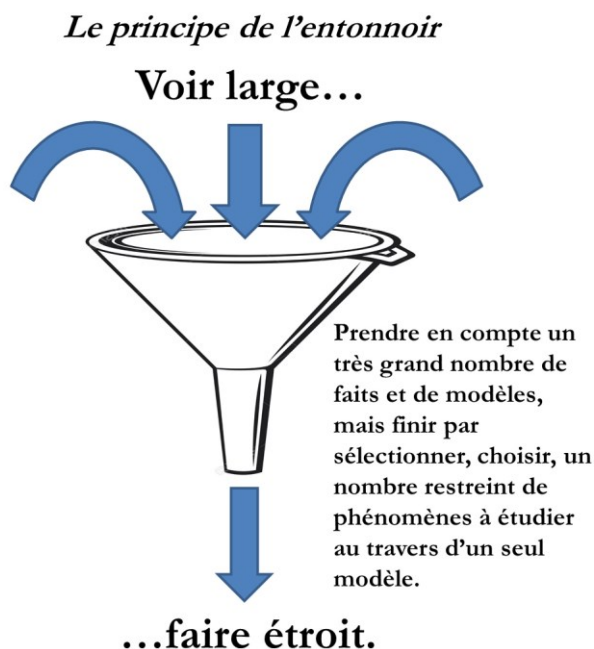 Le principe de l’entonnoir
Voir large…
Prendre en compte un
très grand nombre de
faits et de modèles,
mais finir par
sélectionner, choisir, un
nombre restreint de
phénomènes à étudier
au travers d’un seul
modèle.
…faire étroit.